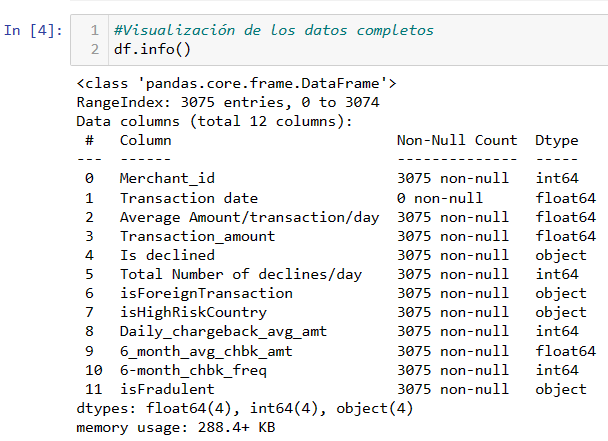 In [4]:
1 #Visualización de los datos completos
2 df.info()
<class 'pandas.core.frame.DataFrame'>
RangeIndex: 3075 entries, 0 to 3074
Data columns (total 12 columns):
 #   Column                         Non-Null Count  Dtype
---  ------                         --------------  -----
 0   Merchant_id                    3075 non-null   int64
 1   Transaction date               0 non-null      float64
 2   Average Amount/transaction/day  3075 non-null   float64
 3   Transaction_amount             3075 non-null   float64
 4   Is declined                    3075 non-null   object
 5   Total Number of declines/day   3075 non-null   int64
 6   isForeignTransaction           3075 non-null   object
 7   isHighRiskCountry              3075 non-null   object
 8   Daily_chargeback_avg_amt       3075 non-null   int64
 9   6_month_avg_chbk_amt           3075 non-null   float64
 10  6-month_chbk_freq              3075 non-null   int64
 11  isFradulent                    3075 non-null   object
dtypes: float64(4), int64(4), object(4)
memory usage: 288.4+ KB